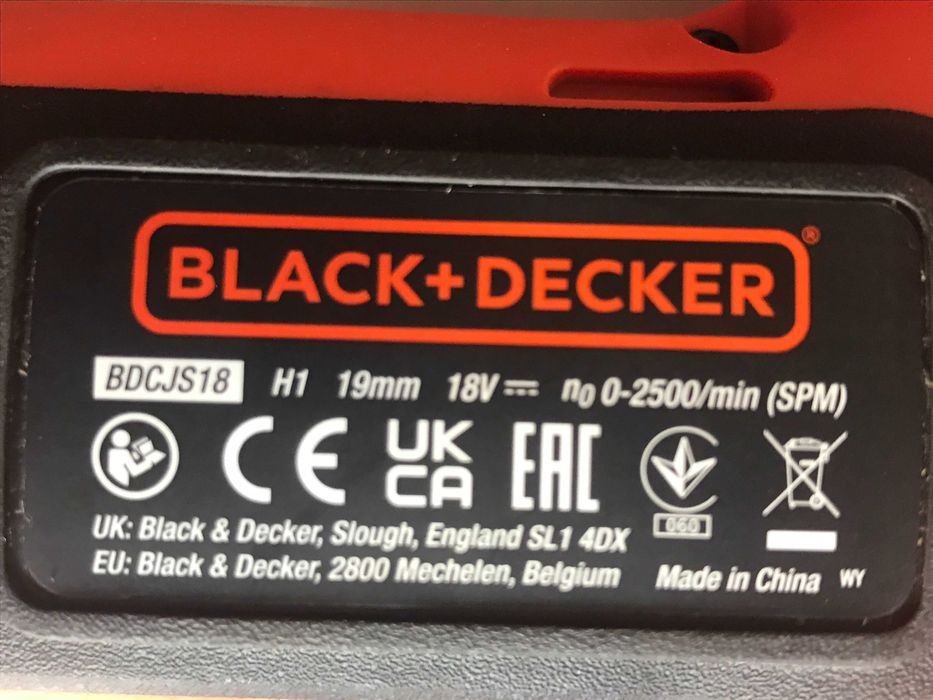 BLACK+DECKER®
BDCJS18 H1 19mm 18V n0 0-2500/min (SPM)
CE UK CA EAC
060
UK: Black & Decker, Slough, England SL1 4DX
EU: Black & Decker, 2800 Mechelen, Belgium Made in China WY